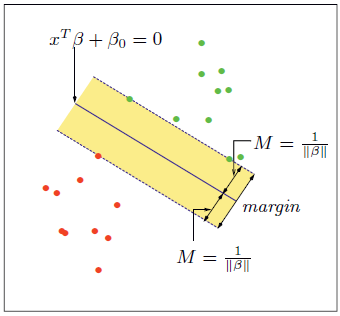 x^T β + β_0 = 0
M = 1/‖β‖
margin
M = 1/‖β‖